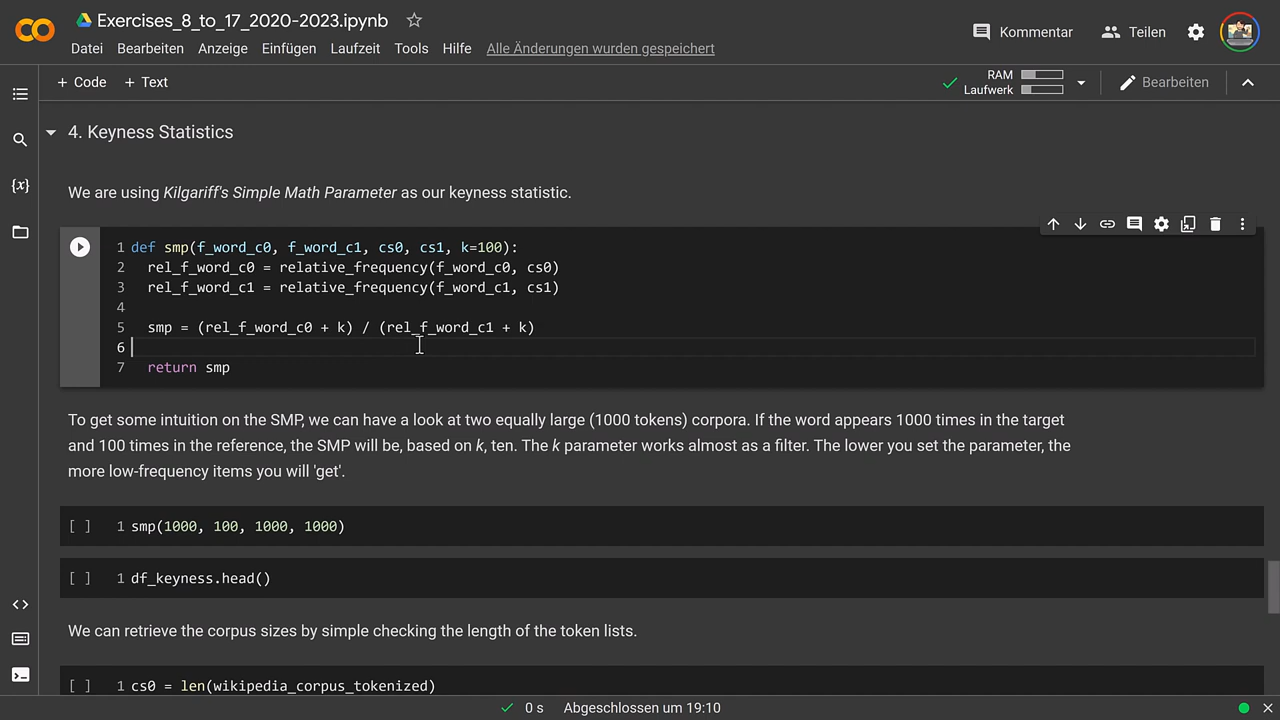 Exercises_8_to_17_2020-2023.ipynb
Kommentar
Teilen
Datei Bearbeiten Anzeige Einfügen Laufzeit Tools Hilfe Alle Änderungen wurden gespeichert
+ Code + Text
RAM
Laufwerk
Bearbeiten
4. Keyness Statistics
We are using Kilgariff's Simple Math Parameter as our keyness statistic.
1 def smp(f_word_c0, f_word_c1, cs0, cs1, k=100):
2 rel_f_word_c0 = relative_frequency(f_word_c0, cs0)
3 rel_f_word_c1 = relative_frequency(f_word_c1, cs1)
4
5 smp = (rel_f_word_c0 + k) / (rel_f_word_c1 + k)
6
7 return smp
To get some intuition on the SMP, we can have a look at two equally large (1000 tokens) corpora. If the word appears 1000 times in the target
and 100 times in the reference, the SMP will be, based on k, ten. The k parameter works almost as a filter. The lower you set the parameter, the
more low-frequency items you will 'get'.
[ ] 1 smp(1000, 100, 1000, 1000)
[ ] 1 df_keyness.head()
We can retrieve the corpus sizes by simple checking the length of the token lists.
[ ] 1 cs0 = len(wikipedia_corpus_tokenized)
0 s Abgeschlossen um 19:10